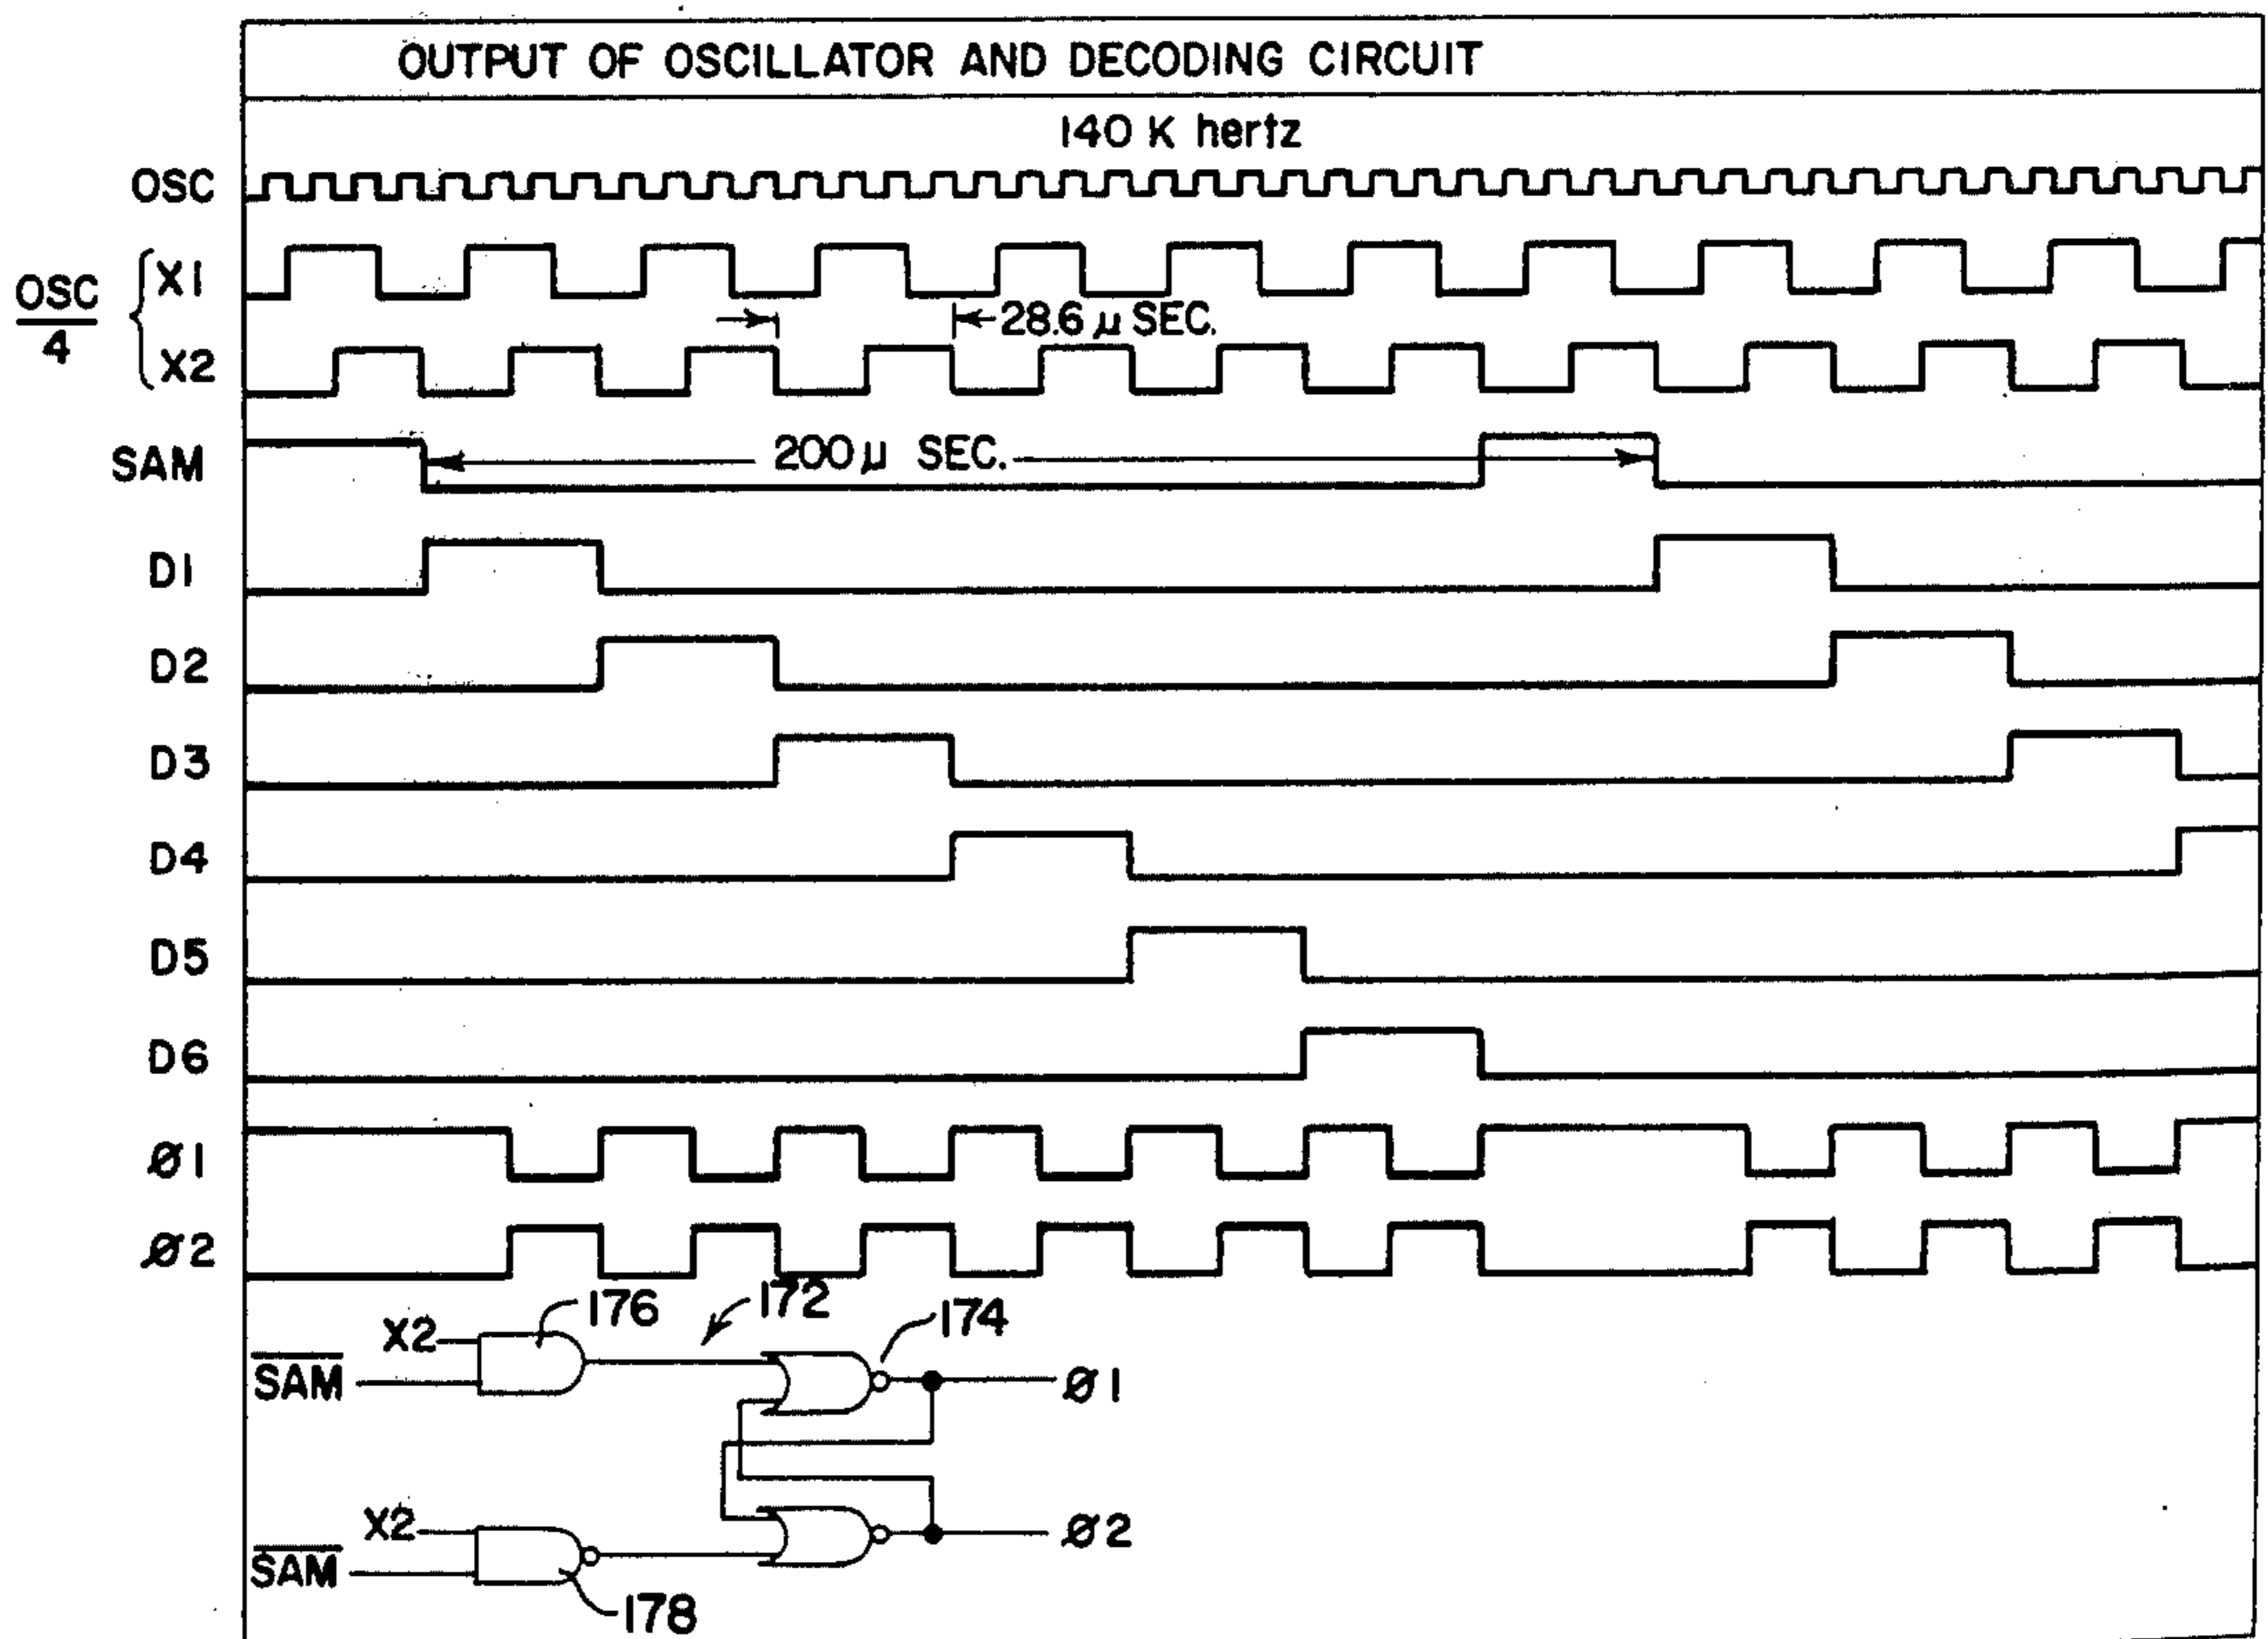 OUTPUT OF OSCILLATOR AND DECODING CIRCUIT
140 K hertz
OSC
OSC
4
X1
28.6 μ SEC.
X2
SAM
200 μ SEC.
D1
D2
D3
D4
D5
D6
Ø1
Ø2
176
172
174
X2
SAM
Ø1
X2
SAM
Ø2
178